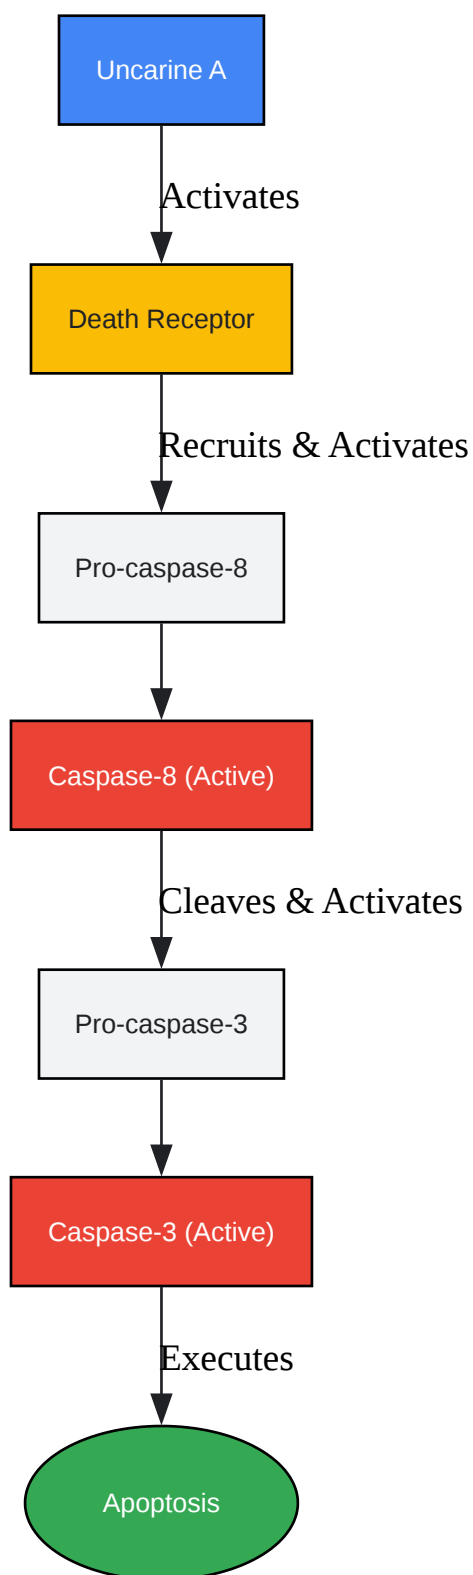 Uncarine A
Activates
Death Receptor
Recruits & Activates
Pro-caspase-8
Caspase-8 (Active)
Cleaves & Activates
Pro-caspase-3
Caspase-3 (Active)
Executes
Apoptosis